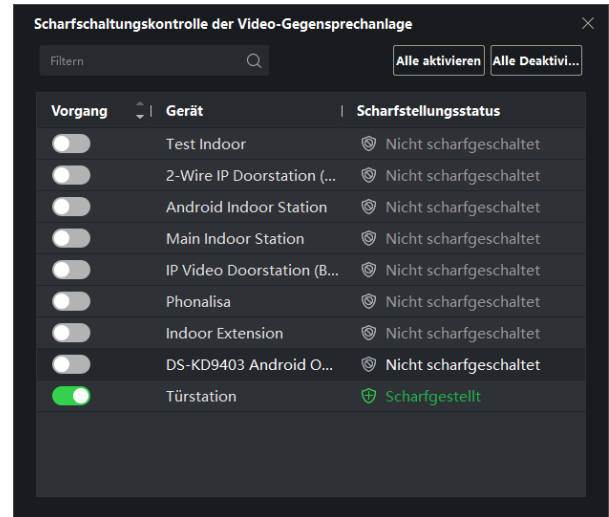 Scharfschaltungskontrolle der Video-Gegensprechanlage
Filtern Alle aktivieren Alle Deaktivi...
Vorgang Gerät Scharfstellungsstatus
Test Indoor Nicht scharfgeschaltet
2-Wire IP Doorstation (... Nicht scharfgeschaltet
Android Indoor Station Nicht scharfgeschaltet
Main Indoor Station Nicht scharfgeschaltet
IP Video Doorstation (B... Nicht scharfgeschaltet
Phonalisa Nicht scharfgeschaltet
Indoor Extension Nicht scharfgeschaltet
DS-KD9403 Android O... Nicht scharfgeschaltet
Türstation Scharfgestellt